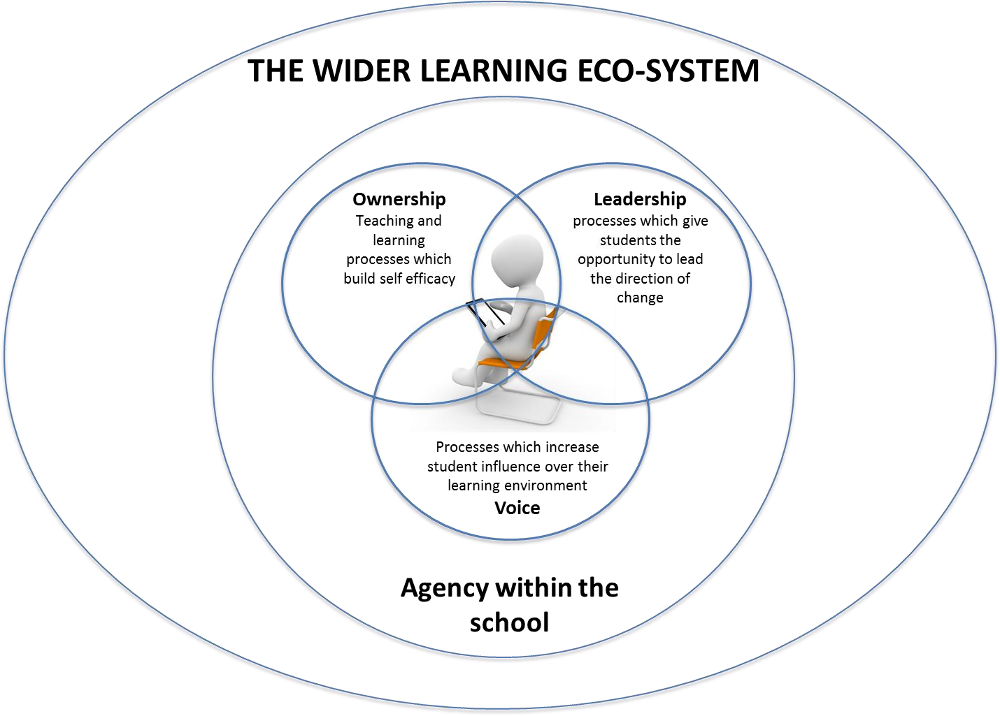 THE WIDER LEARNING ECO-SYSTEM
Ownership
Teaching and
learning
processes which
build self efficacy
Leadership
processes which give
students the
opportunity to lead
the direction of
change
Processes which increase
student influence over their
learning environment
Voice
Agency within the
school